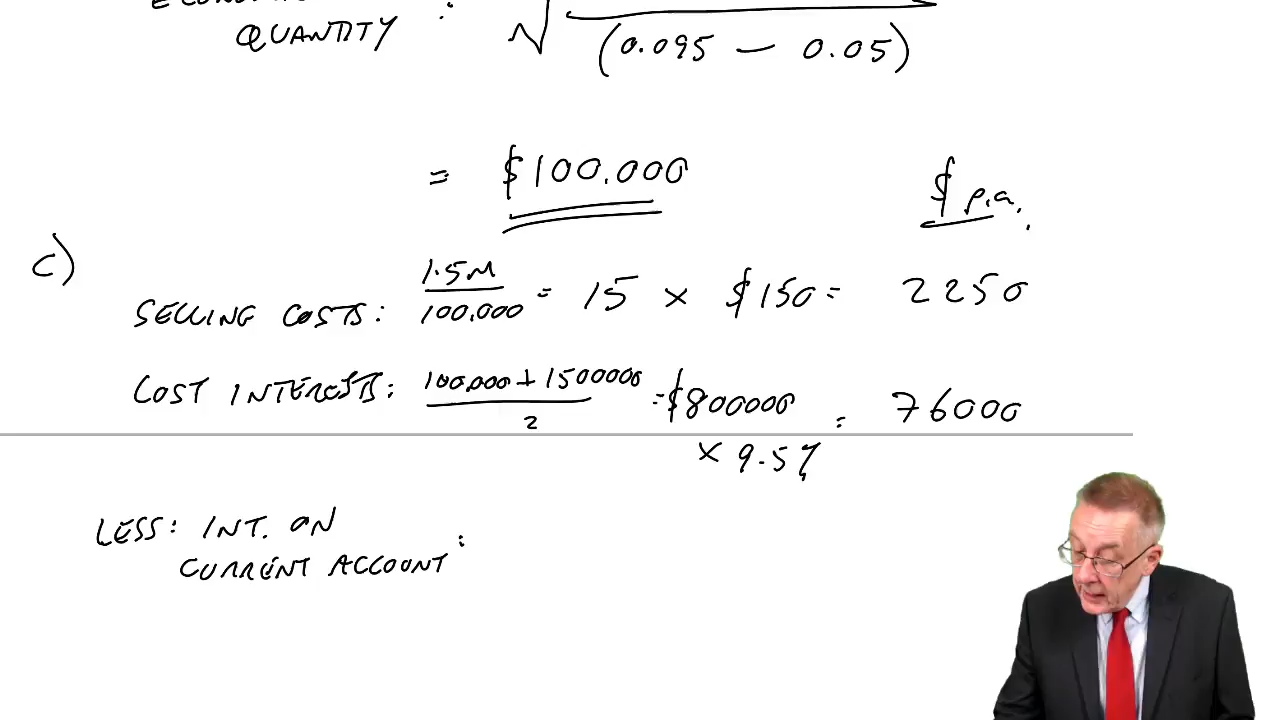 QUANTITY : √ (0.095 — 0.05)
= $100.000
$ p.a.
c)
SELLING COSTS: 1.5M / 100.000 = 15 x $150 = 2250
COST INTERESTS: 100.000 + 1500000 / 2 = $800000 = 76000
x 9.5%
LESS: INT. ON
CURRENT ACCOUNT :